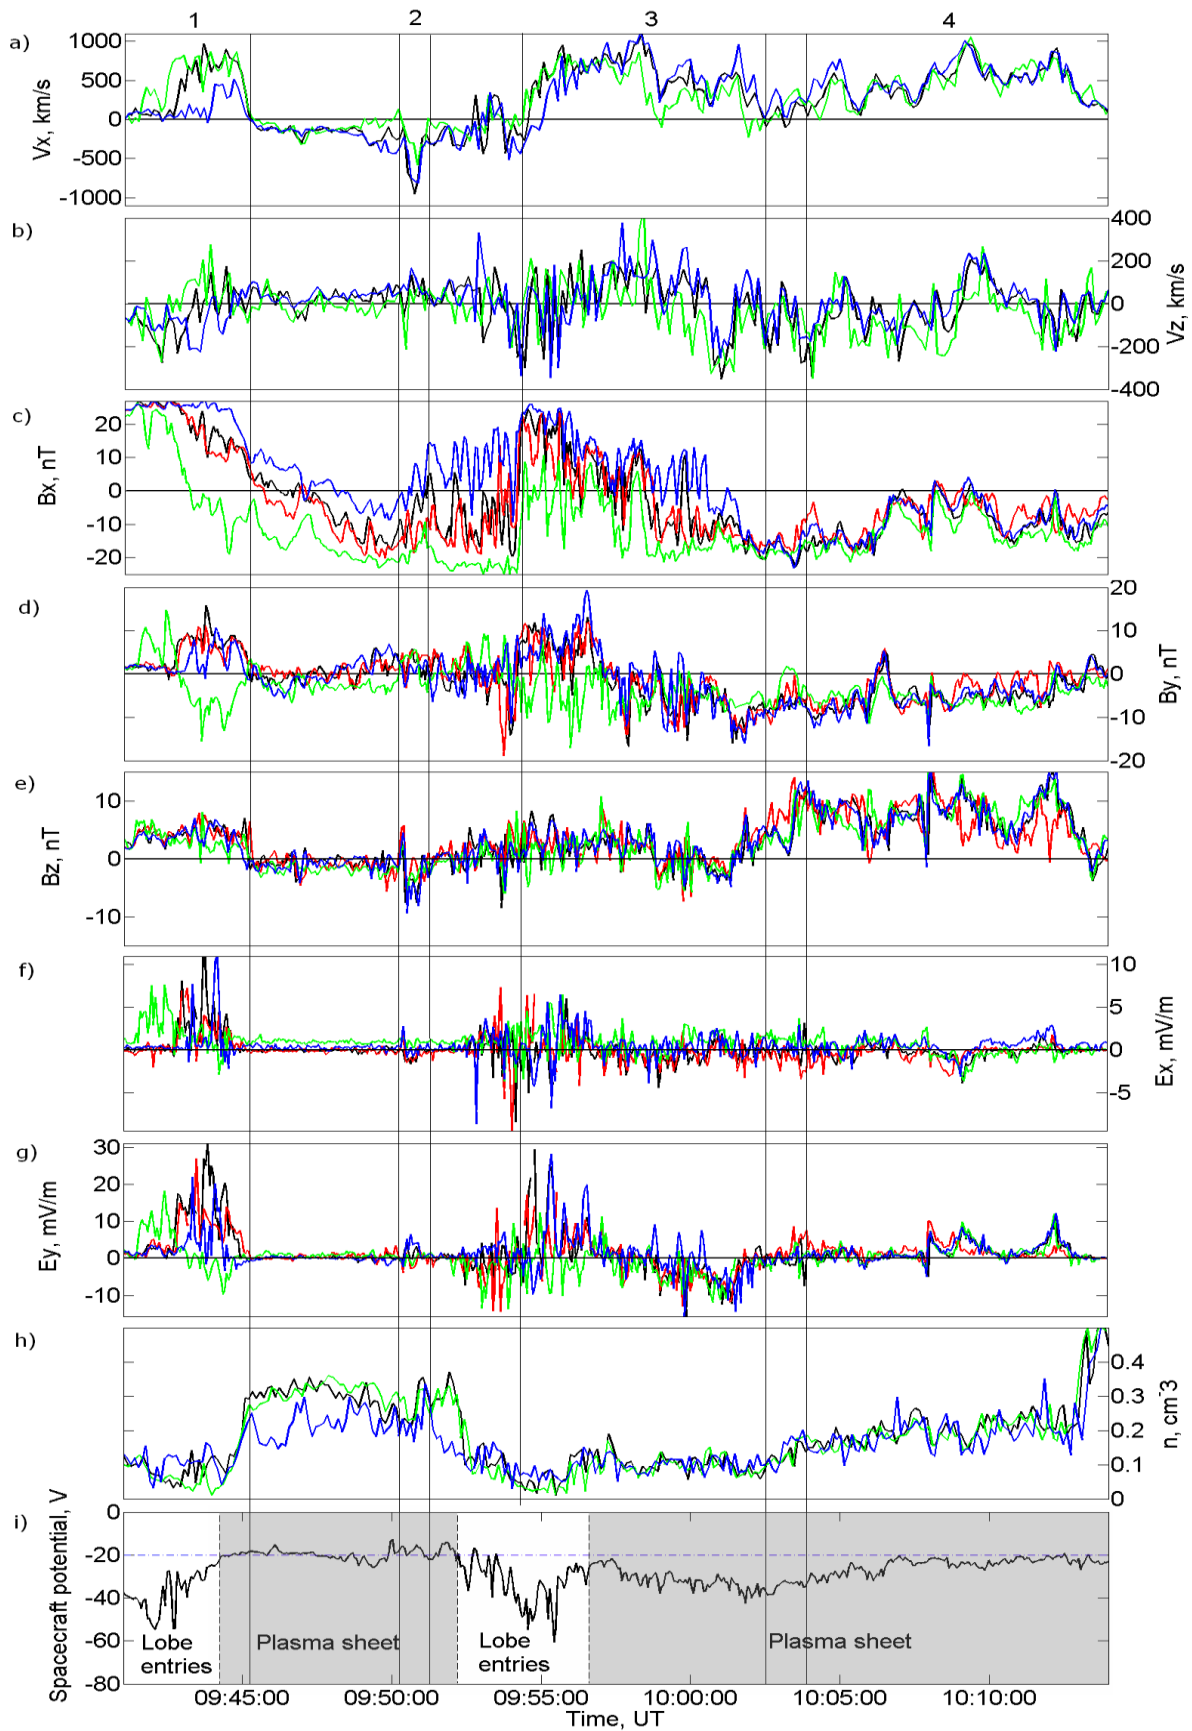 1 2 3 4
a)
Vx, km/s
1000
500
0
-500
-1000
b)
400
200
0
-200
-400
Vz, km/s
c)
Bx, nT
20
10
0
-10
-20
d)
20
10
0
-10
-20
By, nT
e)
Bz, nT
10
0
-10
f)
10
5
0
-5
Ex, mV/m
g)
Ey, mV/m
30
20
10
0
-10
h)
0.4
0.3
0.2
0.1
0
n, cm-3
i)
Spacecraft potential, V
0
-20
-40
-60
-80
Lobe entries
Plasma sheet
Lobe entries
Plasma sheet
09:45:00 09:50:00 09:55:00 10:00:00 10:05:00 10:10:00
Time, UT